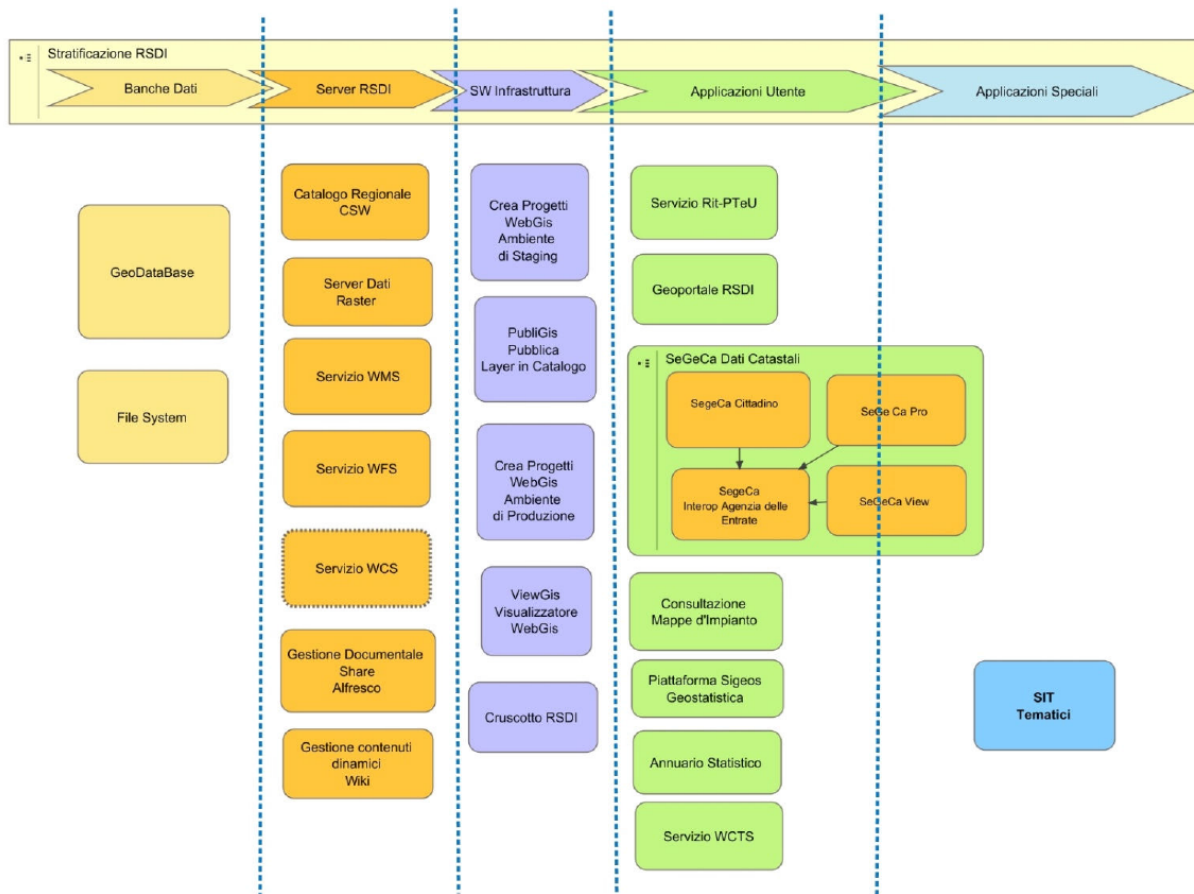 Stratificazione RSDI
Banche Dati
Server RSDI
SW Infrastruttura
Applicazioni Utente
Applicazioni Speciali
GeoDataBase
File System
Catalogo Regionale
CSW
Server Dati
Raster
Servizio WMS
Servizio WFS
Servizio WCS
Gestione Documentale
Share
Alfresco
Gestione contenuti
dinamici
Wiki
Crea Progetti
WebGis
Ambiente
di Staging
PubliGis
Pubblica
Layer in Catalogo
Crea Progetti
WebGis
Ambiente
di Produzione
ViewGis
Visualizzatore
WebGis
Cruscotto RSDI
Servizio Rit-PTeU
Geoportale RSDI
SeGeCa Dati Catastali
SegeCa Cittadino
SeGe Ca Pro
SegeCa
Interop Agenzia delle
Entrate
SeGeCa View
Consultazione
Mappe d'Impianto
Piattaforma Sigeos
Geostatistica
Annuario Statistico
Servizio WCTS
SIT
Tematici